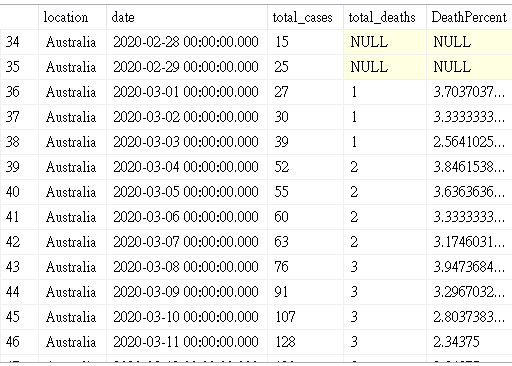 location date total_cases total_deaths DeathPercent
34 Australia 2020-02-28 00:00:00.000 15 NULL NULL
35 Australia 2020-02-29 00:00:00.000 25 NULL NULL
36 Australia 2020-03-01 00:00:00.000 27 1 3.7037037...
37 Australia 2020-03-02 00:00:00.000 30 1 3.3333333...
38 Australia 2020-03-03 00:00:00.000 39 1 2.5641025...
39 Australia 2020-03-04 00:00:00.000 52 2 3.8461538...
40 Australia 2020-03-05 00:00:00.000 55 2 3.6363636...
41 Australia 2020-03-06 00:00:00.000 60 2 3.3333333...
42 Australia 2020-03-07 00:00:00.000 63 2 3.1746031...
43 Australia 2020-03-08 00:00:00.000 76 3 3.9473684...
44 Australia 2020-03-09 00:00:00.000 91 3 3.2967032...
45 Australia 2020-03-10 00:00:00.000 107 3 2.8037383...
46 Australia 2020-03-11 00:00:00.000 128 3 2.34375